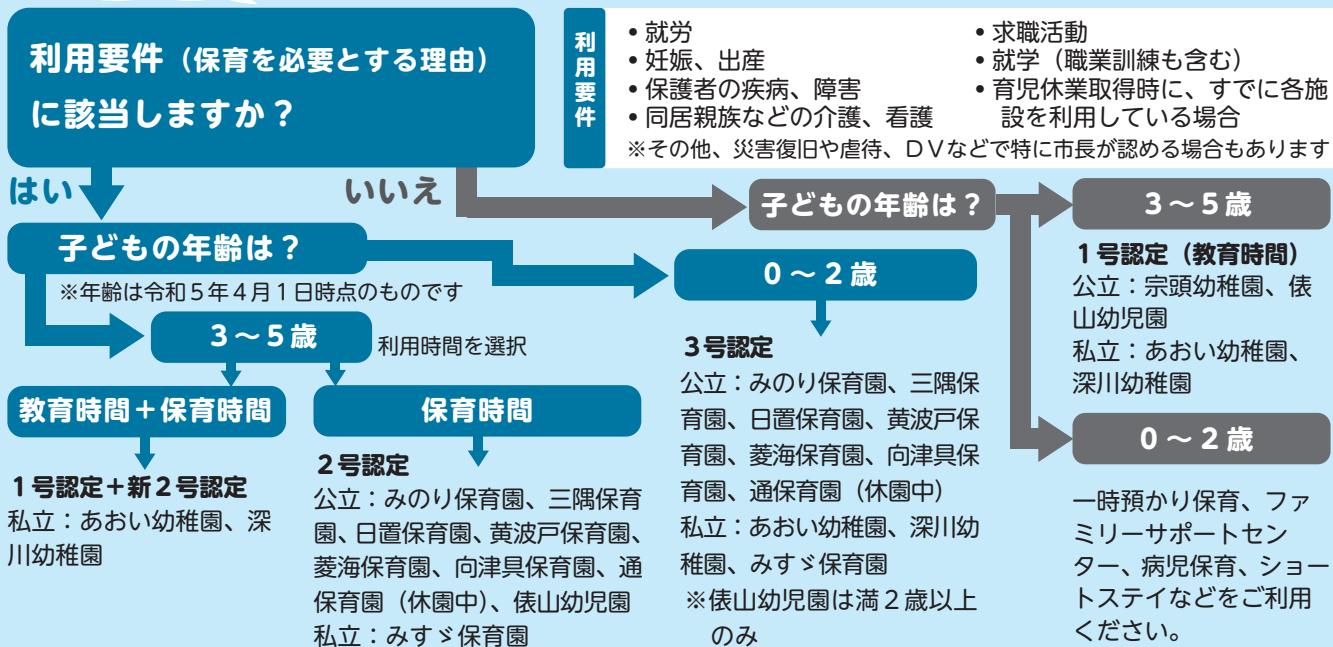 利用要件（保育を必要とする理由）
に該当しますか？
利用要件
• 就労
• 妊娠、出産
• 保護者の疾病、障害
• 同居親族などの介護、看護
• 求職活動
• 就学（職業訓練も含む）
• 育児休業取得時に、すでに各施
設を利用している場合
※その他、災害復旧や虐待、ＤＶなどで特に市長が認める場合もあります
はい
いいえ
子どもの年齢は？
※年齢は令和５年４月１日時点のものです
３～５歳
利用時間を選択
教育時間＋保育時間
１号認定＋新２号認定
私立：あおい幼稚園、深
川幼稚園
保育時間
２号認定
公立：みのり保育園、三隅保育
園、日置保育園、黄波戸保育園、
菱海保育園、向津具保育園、通
保育園（休園中）、俵山幼児園
私立：みすゞ保育園
０～２歳
３号認定
公立：みのり保育園、三隅保
育園、日置保育園、黄波戸保
育園、菱海保育園、向津具保
育園、通保育園（休園中）
私立：あおい幼稚園、深川幼
稚園、みすゞ保育園
※俵山幼児園は満２歳以上
のみ
子どもの年齢は？
３～５歳
１号認定（教育時間）
公立：宗頭幼稚園、俵
山幼児園
私立：あおい幼稚園、
深川幼稚園
０～２歳
一時預かり保育、ファ
ミリーサポートセン
ター、病児保育、ショー
トステイなどをご利用
ください。